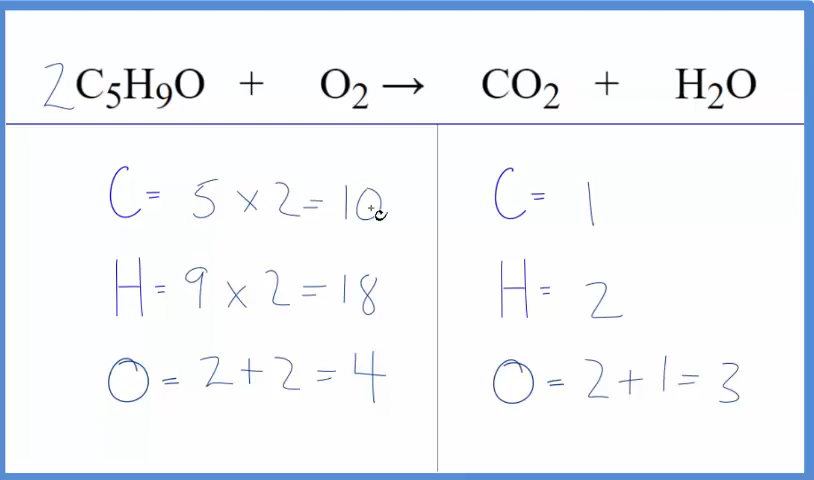 2C₅H₉O + O₂ → CO₂ + H₂O
C = 5 x 2 = 10
H = 9 x 2 = 18
O = 2 + 2 = 4
C = 1
H = 2
O = 2 + 1 = 3